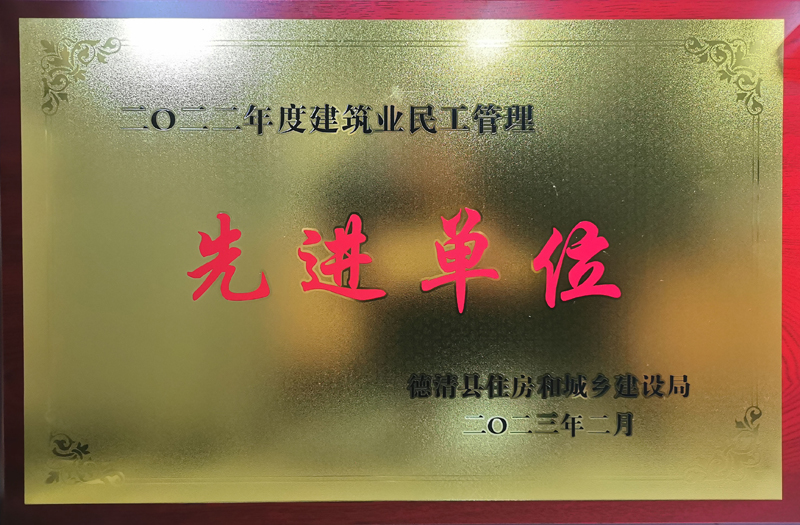 二〇二二年度建筑业民工管理
先进单位
德清县住房和城乡建设局
二〇二三年二月